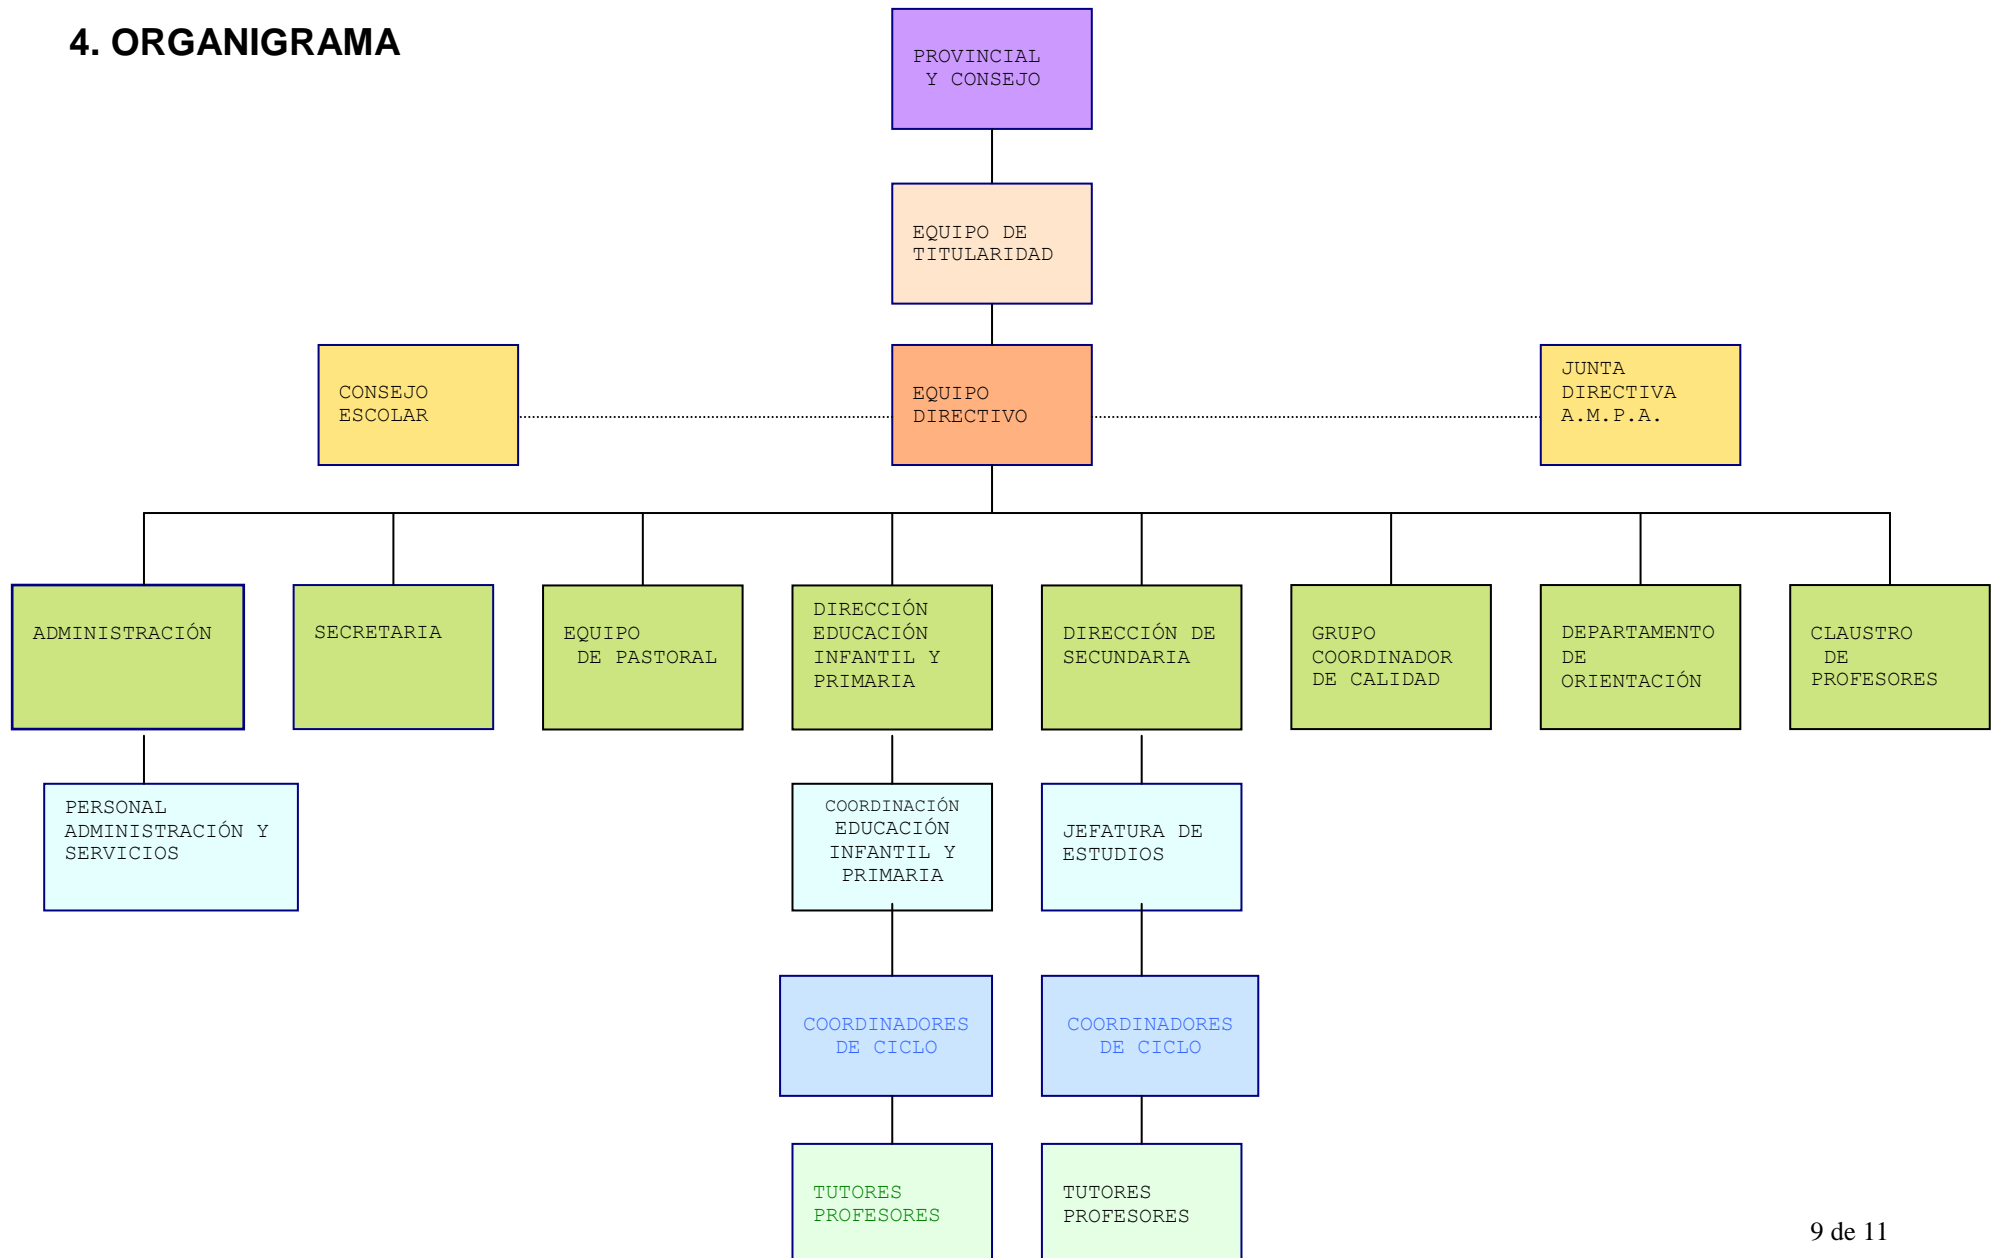 4. ORGANIGRAMA
PROVINCIAL
Y CONSEJO
EQUIPO DE
TITULARIDAD
CONSEJO
ESCOLAR
EQUIPO
DIRECTIVO
JUNTA
DIRECTIVA
A.M.P.A.
ADMINISTRACIÓN
SECRETARIA
EQUIPO
DE PASTORAL
DIRECCIÓN
EDUCACIÓN
INFANTIL Y
PRIMARIA
DIRECCIÓN DE
SECUNDARIA
GRUPO
COORDINADOR
DE CALIDAD
DEPARTAMENTO
DE
ORIENTACIÓN
CLAUSTRO
DE
PROFESORES
PERSONAL
ADMINISTRACIÓN Y
SERVICIOS
COORDINACIÓN
EDUCACIÓN
INFANTIL Y
PRIMARIA
JEFATURA DE
ESTUDIOS
COORDINADORES
DE CICLO
COORDINADORES
DE CICLO
TUTORES
PROFESORES
TUTORES
PROFESORES
9 de 11